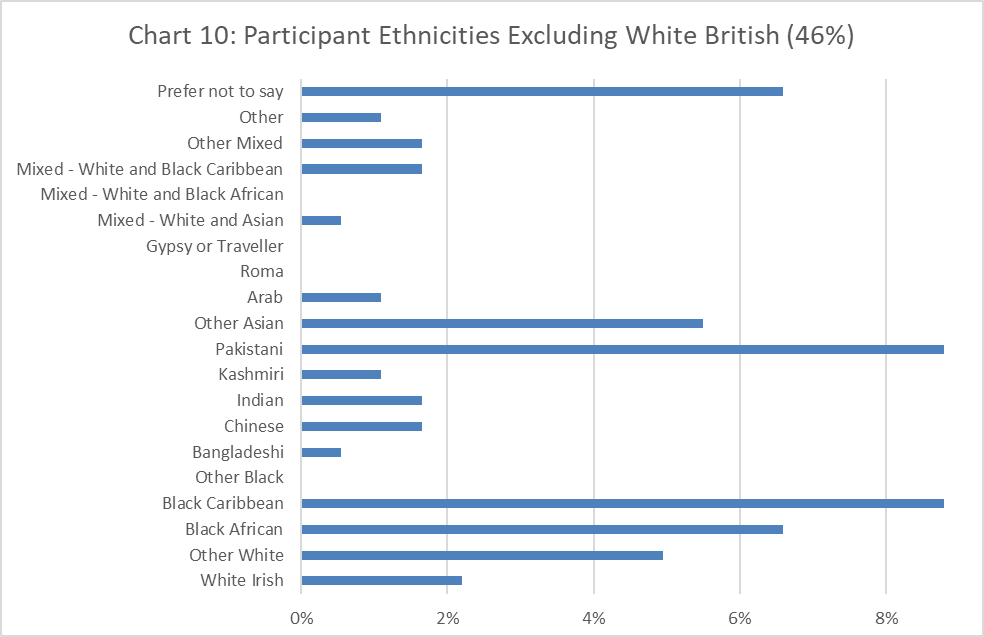 Chart 10: Participant Ethnicities Excluding White British (46%)
Prefer not to say
Other
Other Mixed
Mixed - White and Black Caribbean
Mixed - White and Black African
Mixed - White and Asian
Gypsy or Traveller
Roma
Arab
Other Asian
Pakistani
Kashmiri
Indian
Chinese
Bangladeshi
Other Black
Black Caribbean
Black African
Other White
White Irish
0% 2% 4% 6% 8%